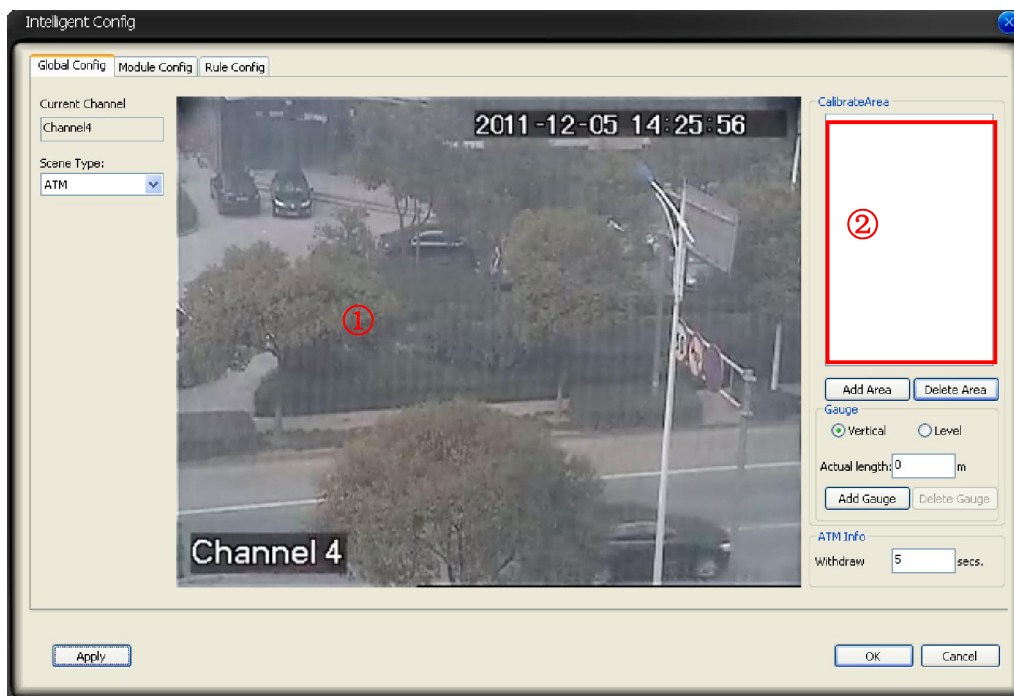 Intelligent Config
Global Config Module Config Rule Config
Current Channel
Channel4
Scene Type:
ATM
2011-12-05 14:25:56
①
Channel 4
CalibrateArea
②
Add Area Delete Area
Gauge
Vertical Level
Actual length: 0 m
Add Gauge Delete Gauge
ATM Info
Withdraw 5 secs.
Apply OK Cancel